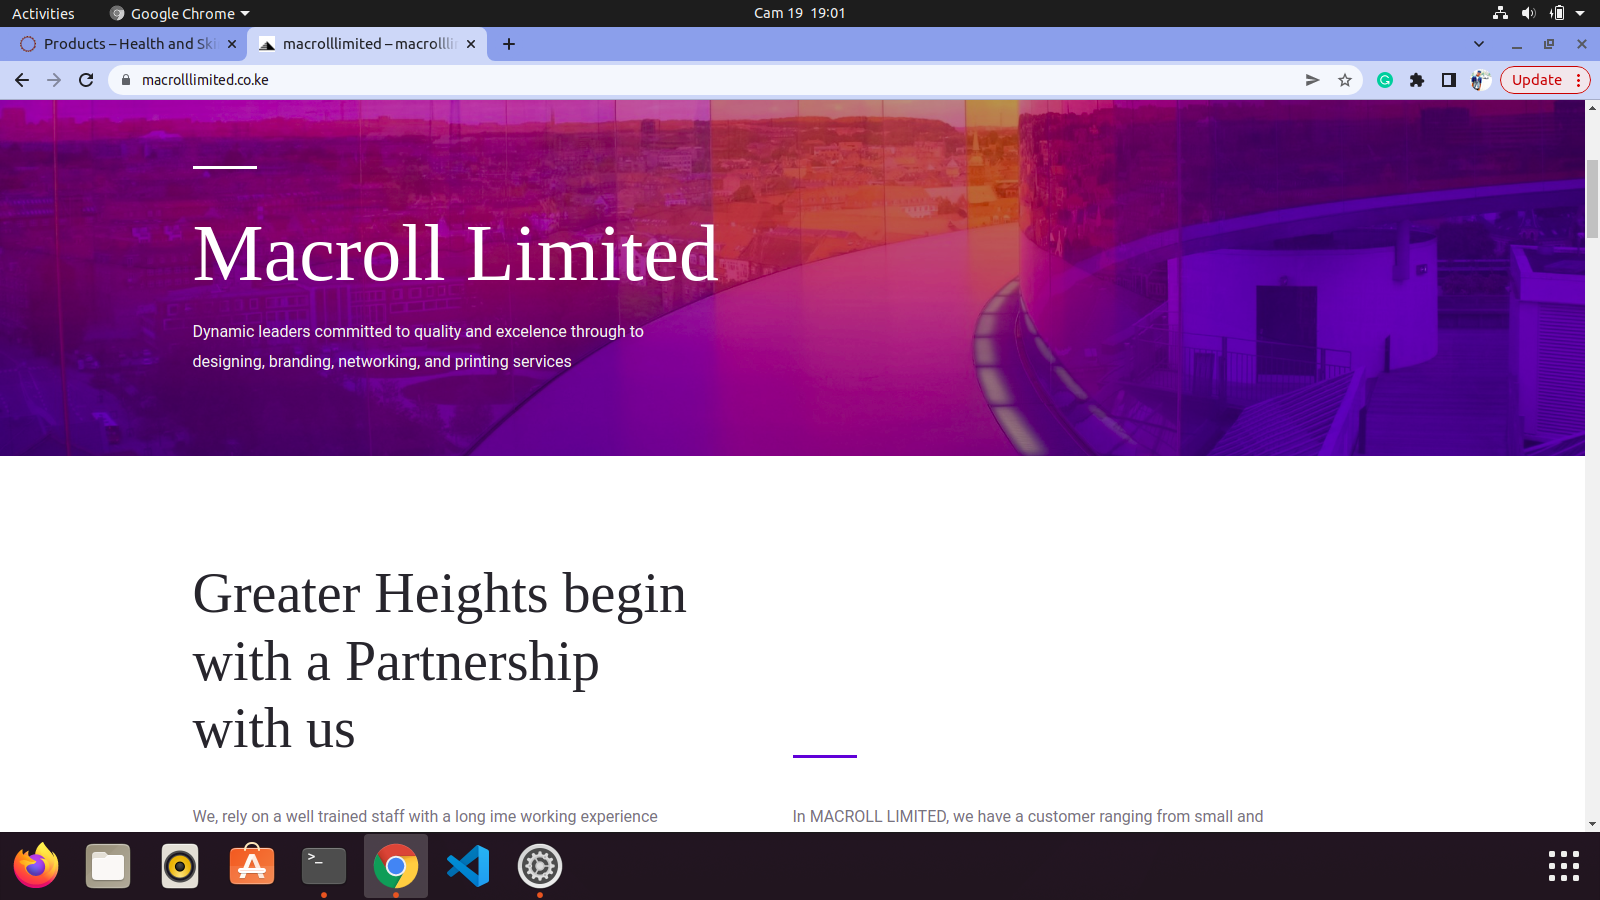 Activities
Google Chrome
Cam 19 19:01
Products – Health and Ski
macrolllimited – macrollli
macrolllimited.co.ke
Update
Macroll Limited
Dynamic leaders committed to quality and excelence through to
designing, branding, networking, and printing services
Greater Heights begin
with a Partnership
with us
We, rely on a well trained staff with a long ime working experience
In MACROLL LIMITED, we have a customer ranging from small and